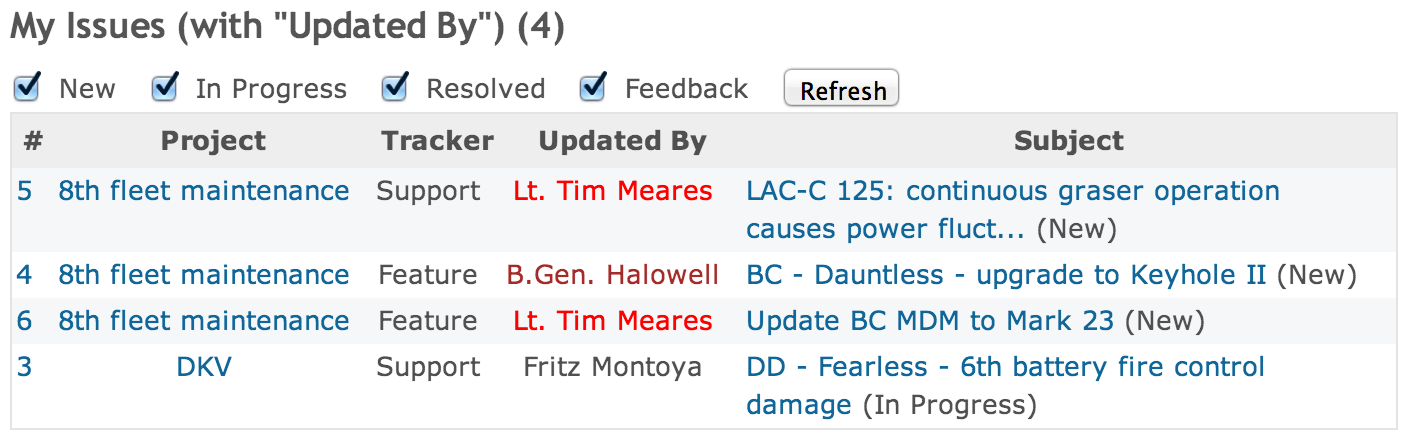 My Issues (with "Updated By") (4)
New In Progress Resolved Feedback Refresh
# Project Tracker Updated By Subject
5 8th fleet maintenance Support Lt. Tim Meares LAC-C 125: continuous graser operation
causes power fluct... (New)
4 8th fleet maintenance Feature B.Gen. Halowell BC - Dauntless - upgrade to Keyhole II (New)
6 8th fleet maintenance Feature Lt. Tim Meares Update BC MDM to Mark 23 (New)
3 DKV Support Fritz Montoya DD - Fearless - 6th battery fire control
damage (In Progress)